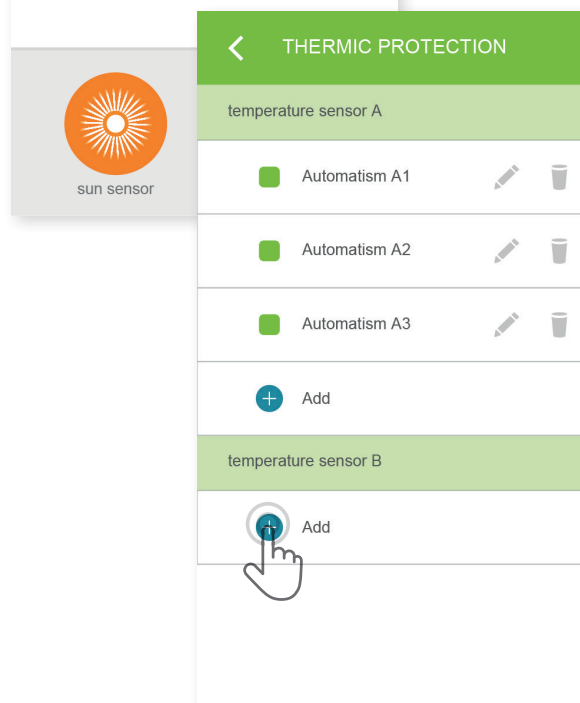 THERMIC PROTECTION
temperature sensor A
sun sensor
Automatism A1
Automatism A2
Automatism A3
Add
temperature sensor B
Add